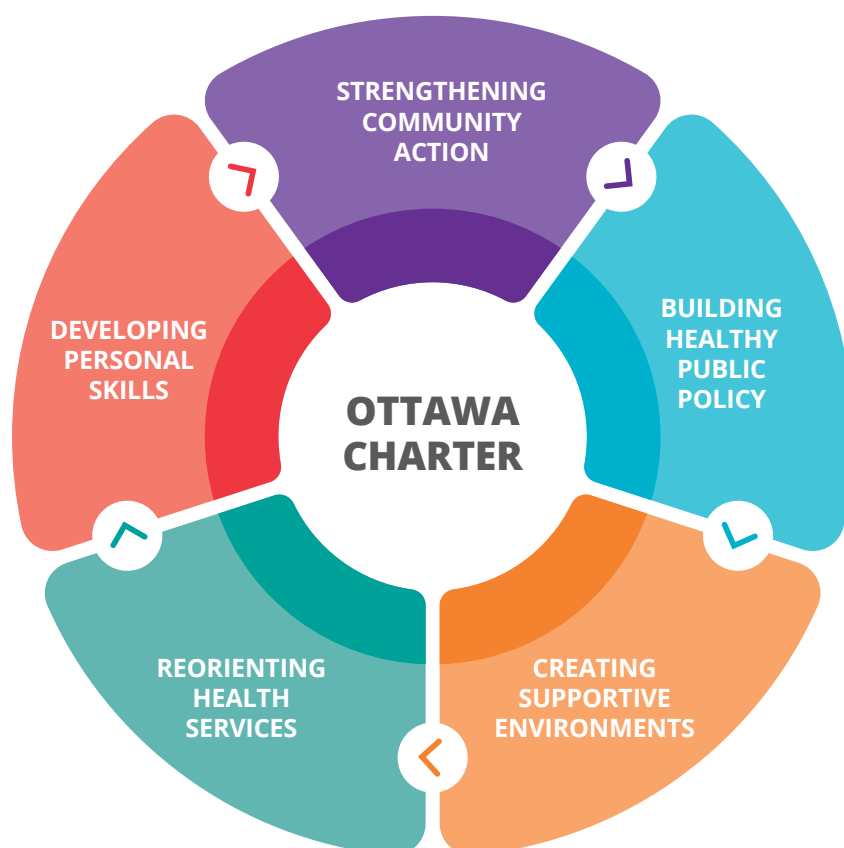 STRENGTHENING
COMMUNITY
ACTION
BUILDING
HEALTHY
PUBLIC
POLICY
CREATING
SUPPORTIVE
ENVIRONMENTS
REORIENTING
HEALTH
SERVICES
DEVELOPING
PERSONAL
SKILLS
OTTAWA
CHARTER